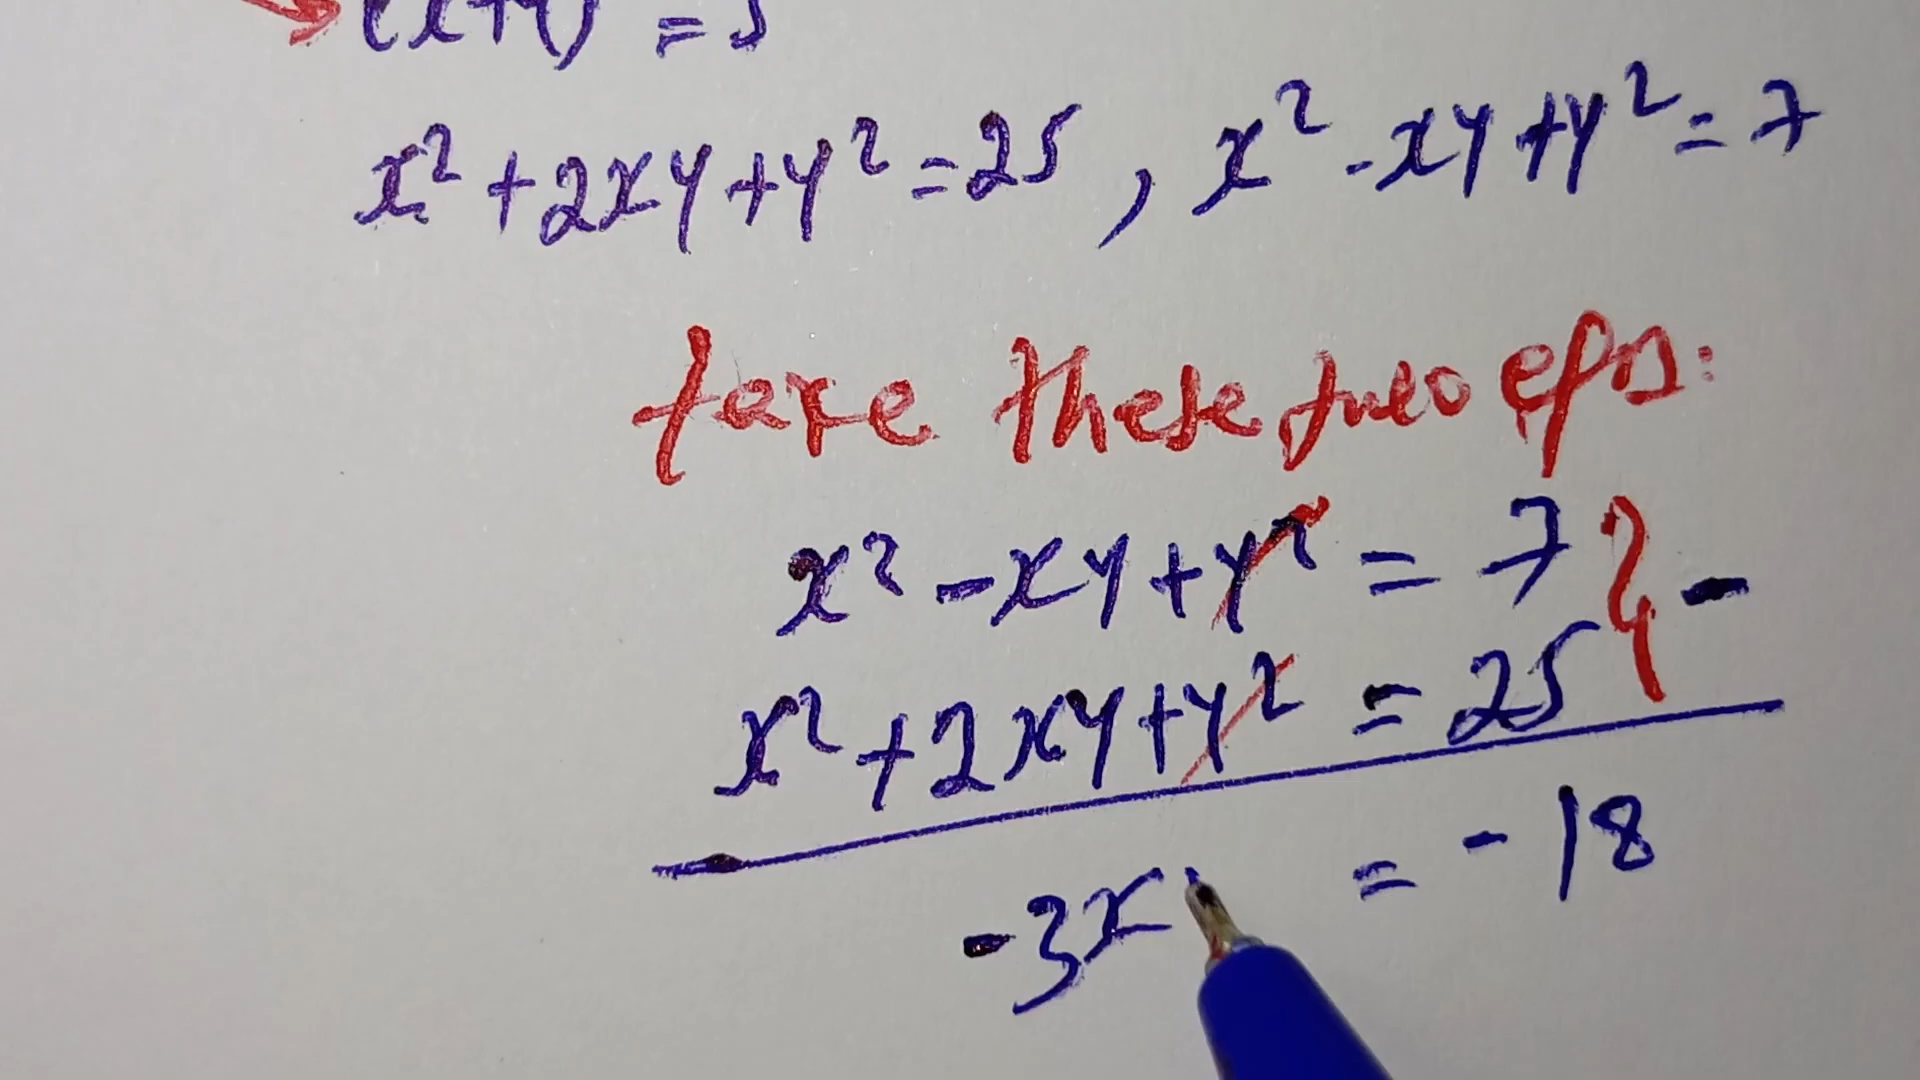 (x+y) = 5
x² + 2xy + y² = 25 , x² - xy + y² = 7
take these two eqns:
x² - xy + y² = 7 } -
x² + 2xy + y² = 25
-3x = -18